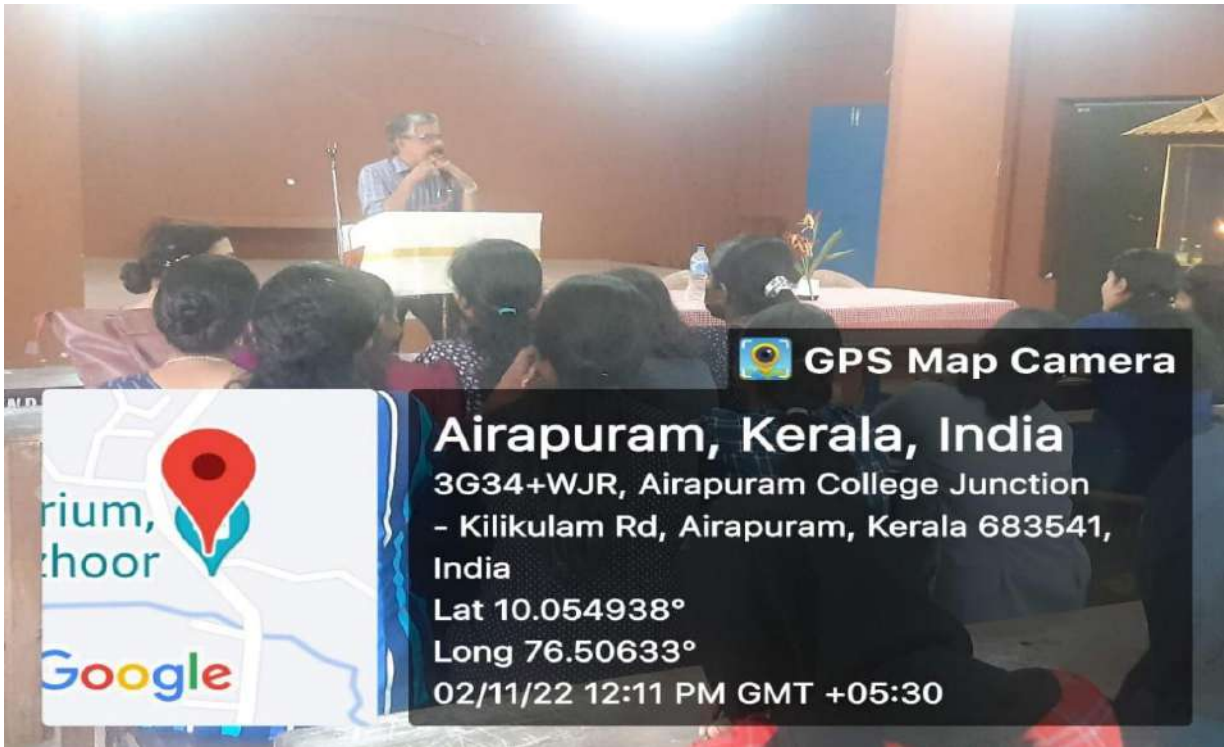 GPS Map Camera
Airapuram, Kerala, India
3G34+WJR, Airapuram College Junction
- Kilikulam Rd, Airapuram, Kerala 683541,
India
Lat 10.054938°
Long 76.50633°
02/11/22 12:11 PM GMT +05:30
rium,
zhoor
Google